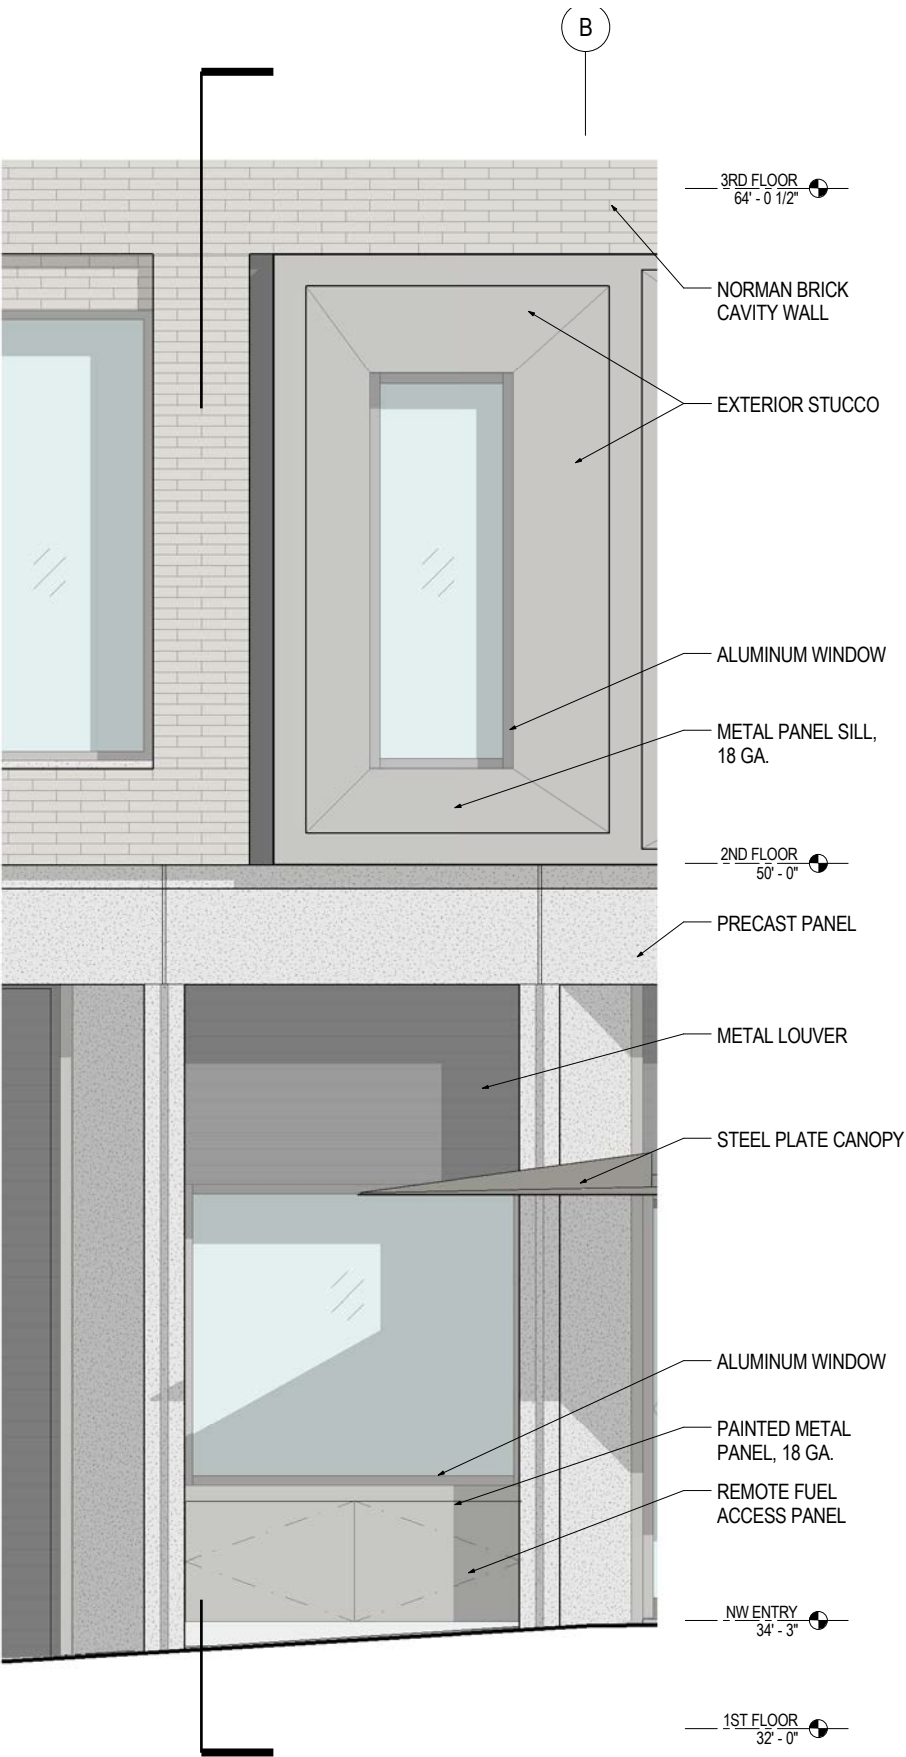 B
3RD FLOOR
64' - 0 1/2"
NORMAN BRICK
CAVITY WALL
EXTERIOR STUCCO
ALUMINUM WINDOW
METAL PANEL SILL,
18 GA.
2ND FLOOR
50' - 0"
PRECAST PANEL
METAL LOUVER
STEEL PLATE CANOPY
ALUMINUM WINDOW
PAINTED METAL
PANEL, 18 GA.
REMOTE FUEL
ACCESS PANEL
NW ENTRY
34' - 3"
1ST FLOOR
32' - 0"